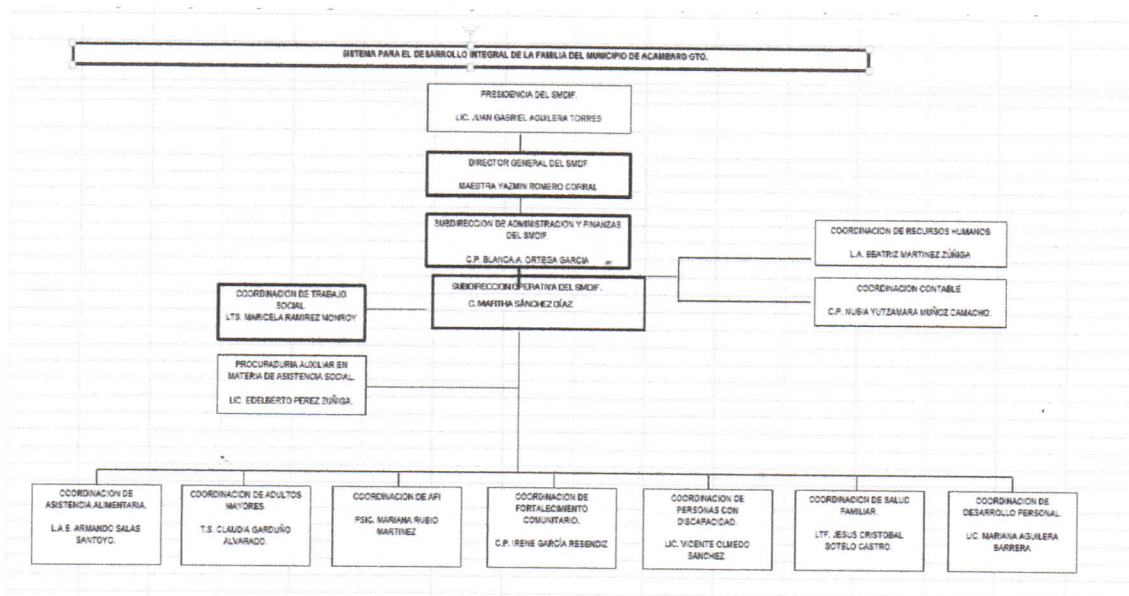 SISTEMA PARA EL DESARROLLO INTEGRAL DE LA FAMILIA DEL MUNICIPIO DE ACAMBARO GTO.
PRESIDENCIA DEL SMDIF.
LIC. JUAN GABRIEL AGUILERA TORRES
DIRECTOR GENERAL DEL SMDIF
MAESTRA YAZMIN ROMERO CORRAL
SUBDIRECCION DE ADMINISTRACION Y FINANZAS
DEL SMDIF.
C.P. BLANCA A. ORTEGA GARCIA
COORDINACION DE RECURSOS HUMANOS
L.A. BEATRIZ MARTINEZ ZÚÑIGA
SUBDIRECCION OPERATIVA DEL SMDIF.
C. MARTHA SÁNCHEZ DÍAZ
COORDINACION CONTABLE
C.P. NUBIA YUTZAMARA MUÑOZ CAMACHO.
COORDINACION DE TRABAJO
SOCIAL.
LTS. MARICELA RAMIREZ MONROY
PROCURADURIA AUXILIAR EN
MATERIA DE ASISTENCIA SOCIAL.
LIC. EDELBERTO PEREZ ZUÑIGA.
COORDINACION DE
ASISTENCIA ALIMENTARIA.
L.A.E. ARMANDO SALAS
SANTOYO.
COORDINACION DE ADULTOS
MAYORES.
T.S. CLAUDIA GARDUÑO
ALVARADO.
COORDINACION DE AFI
PSIC. MARIANA RUBIO
MARTINEZ
COORDINACION DE
FORTALECIMIENTO
COMUNITARIO.
C.P. IRENE GARCÍA RESENDIZ
COORDINACION DE
PERSONAS CON
DISCAPACIDAD.
LIC. VICENTE OLMEDO
SANCHEZ.
COORDINACION DE SALUD
FAMILIAR.
LTF. JESUS CRISTOBAL
SOTELO CASTRO.
COORDINACION DE
DESARROLLO PERSONAL.
LIC. MARIANA AGUILERA
BARRERA